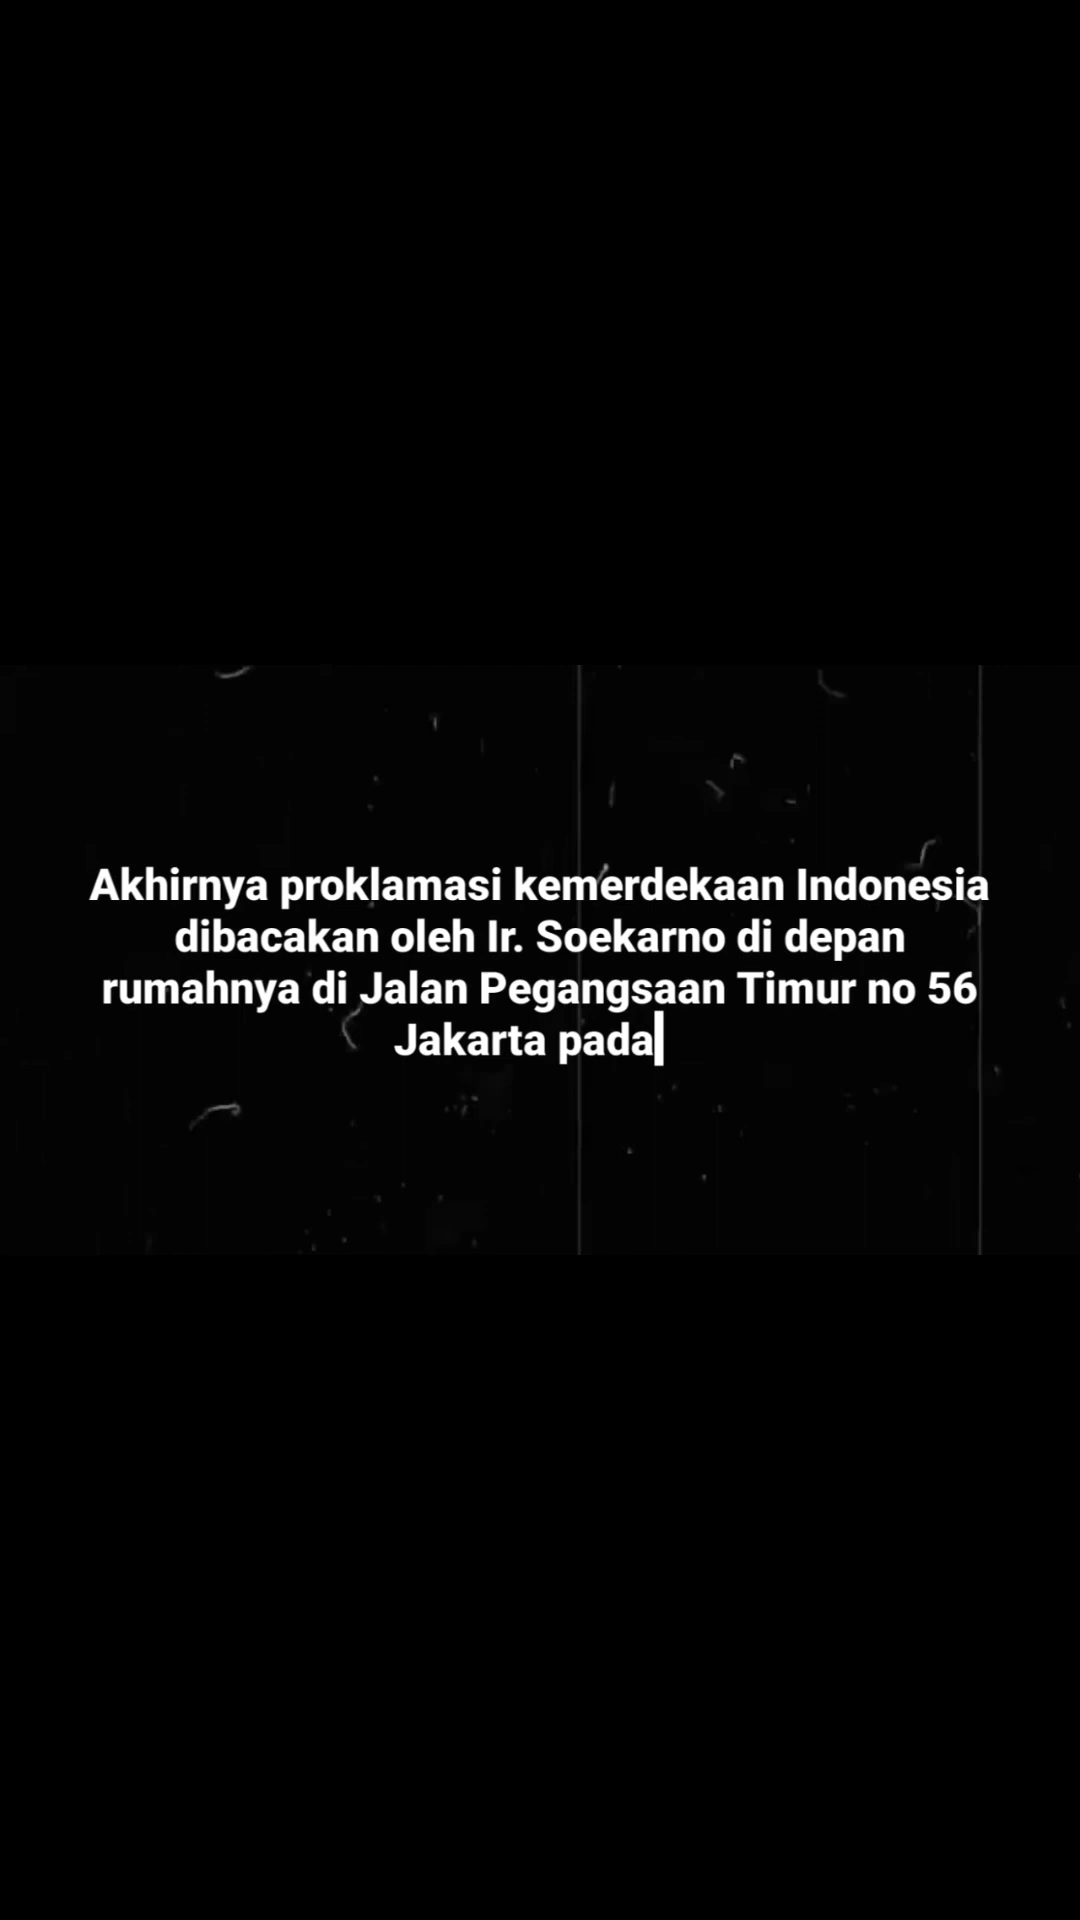 Akhirnya proklamasi kemerdekaan Indonesia
dibacakan oleh Ir. Soekarno di depan
rumahnya di Jalan Pegangsaan Timur no 56
Jakarta pada